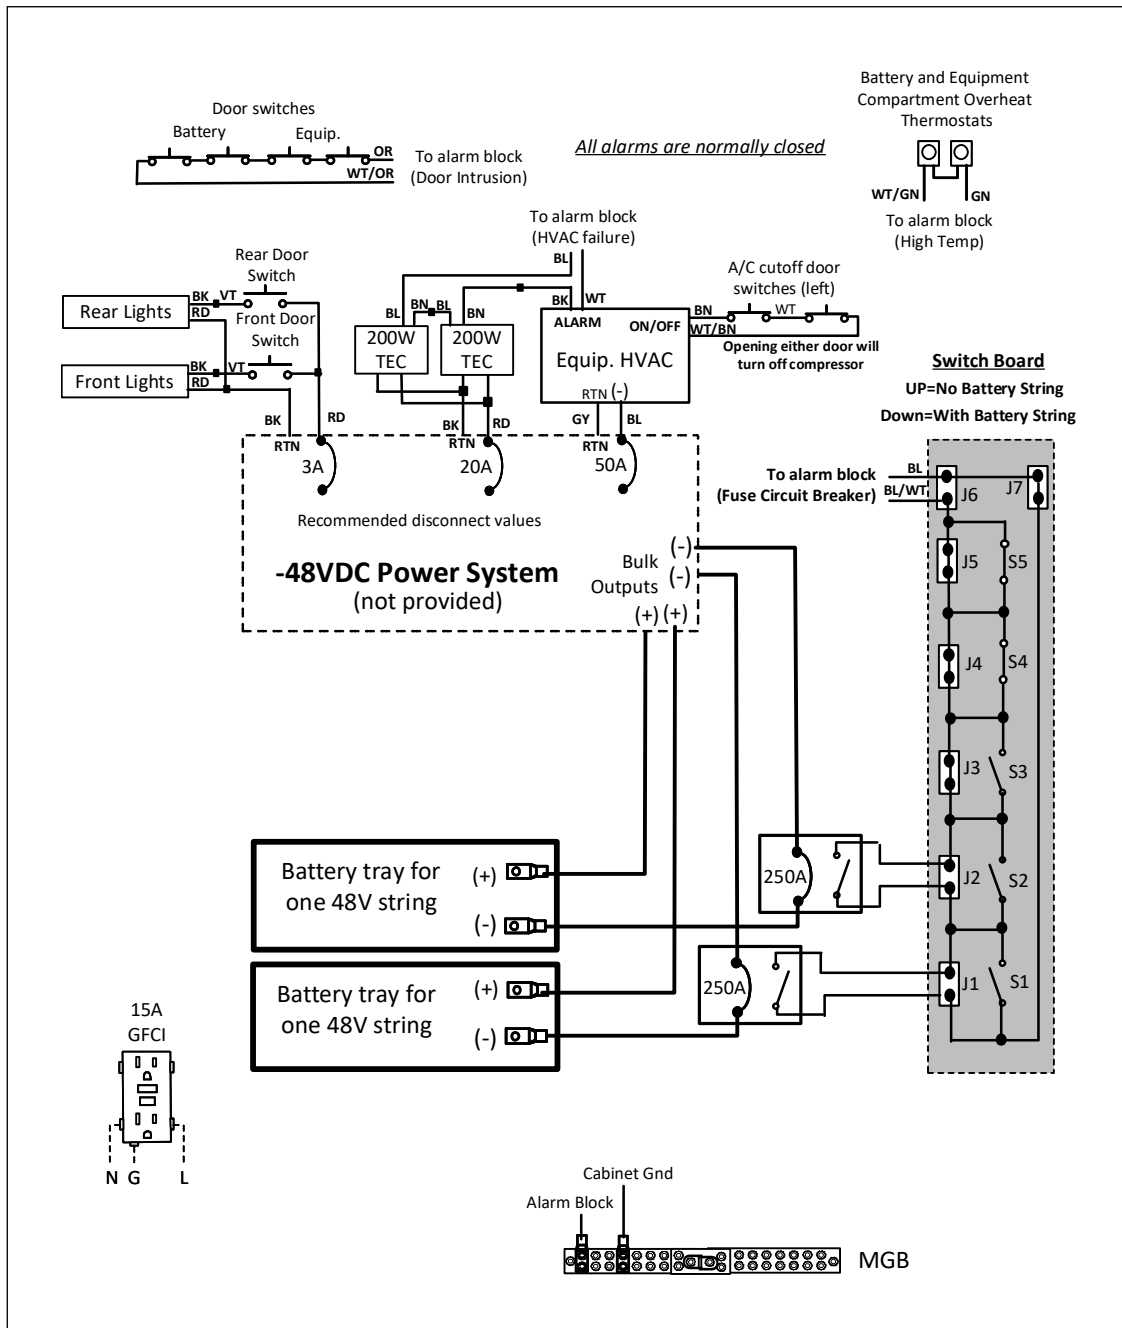 Door switches
Battery
Equip.
OR
WT/OR
To alarm block
(Door Intrusion)
All alarms are normally closed
Battery and Equipment
Compartment Overheat
Thermostats
WT/GN
GN
To alarm block
(High Temp)
To alarm block
(HVAC failure)
BL
WT
Rear Door
Switch
BK
VT
RD
Rear Lights
Front Door
Switch
BK
VT
RD
Front Lights
BL
BN
BL
BN
200W
TEC
200W
TEC
BK
ALARM
ON/OFF
Equip. HVAC
RTN (-)
BN
WT
WT/BN
A/C cutoff door
switches (left)
Opening either door will
turn off compressor
BK
RTN
RD
3A
BK
RTN
RD
20A
GY
RTN
BL
50A
Recommended disconnect values
-48VDC Power System
(not provided)
Bulk
Outputs
(-)
(-)
(+)
(+)
Switch Board
UP=No Battery String
Down=With Battery String
To alarm block
(Fuse Circuit Breaker)
BL
BL/WT
J6
J7
J5
S5
J4
S4
J3
S3
J2
S2
J1
S1
250A
250A
Battery tray for
one 48V string
(+)
(-)
Battery tray for
one 48V string
(+)
(-)
15A
GFCI
N G L
Cabinet Gnd
Alarm Block
MGB